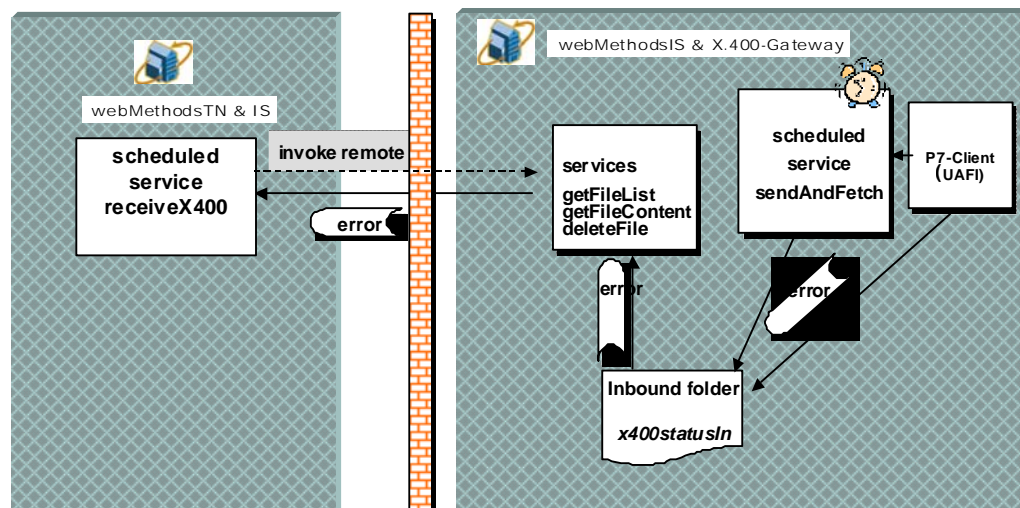 webMethodsTN & IS
scheduled
service
receiveX400
invoke remote
error
webMethodsIS & X.400-Gateway
services
getFileList
getFileContent
deleteFile
scheduled
service
sendAndFetch
P7-Client
(UAFI)
error
error
Inbound folder
x400statusIn